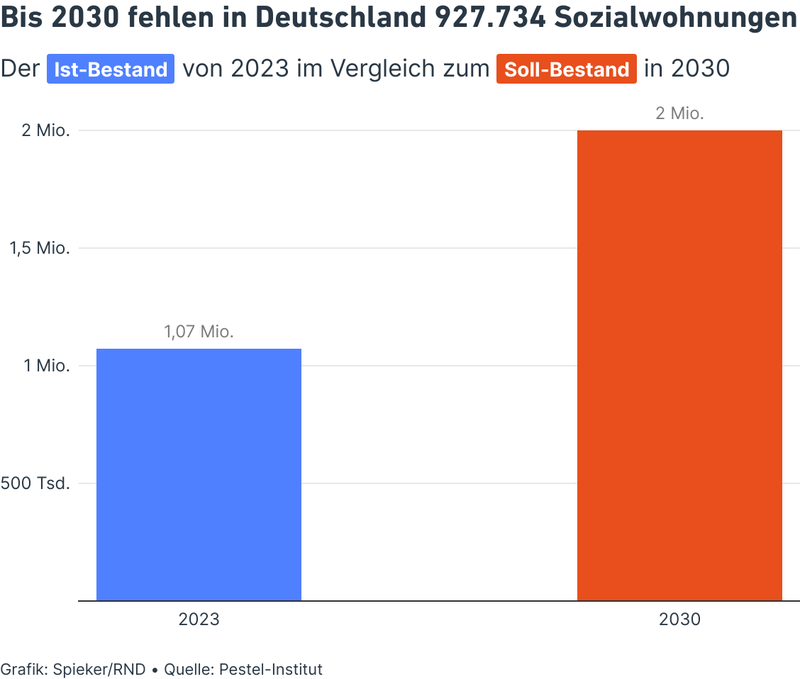 Bis 2030 fehlen in Deutschland 927.734 Sozialwohnungen
Der Ist-Bestand von 2023 im Vergleich zum Soll-Bestand in 2030
2 Mio.
2 Mio.
1,5 Mio.
1,07 Mio.
1 Mio.
500 Tsd.
2023 2030
Grafik: Spieker/RND • Quelle: Pestel-Institut